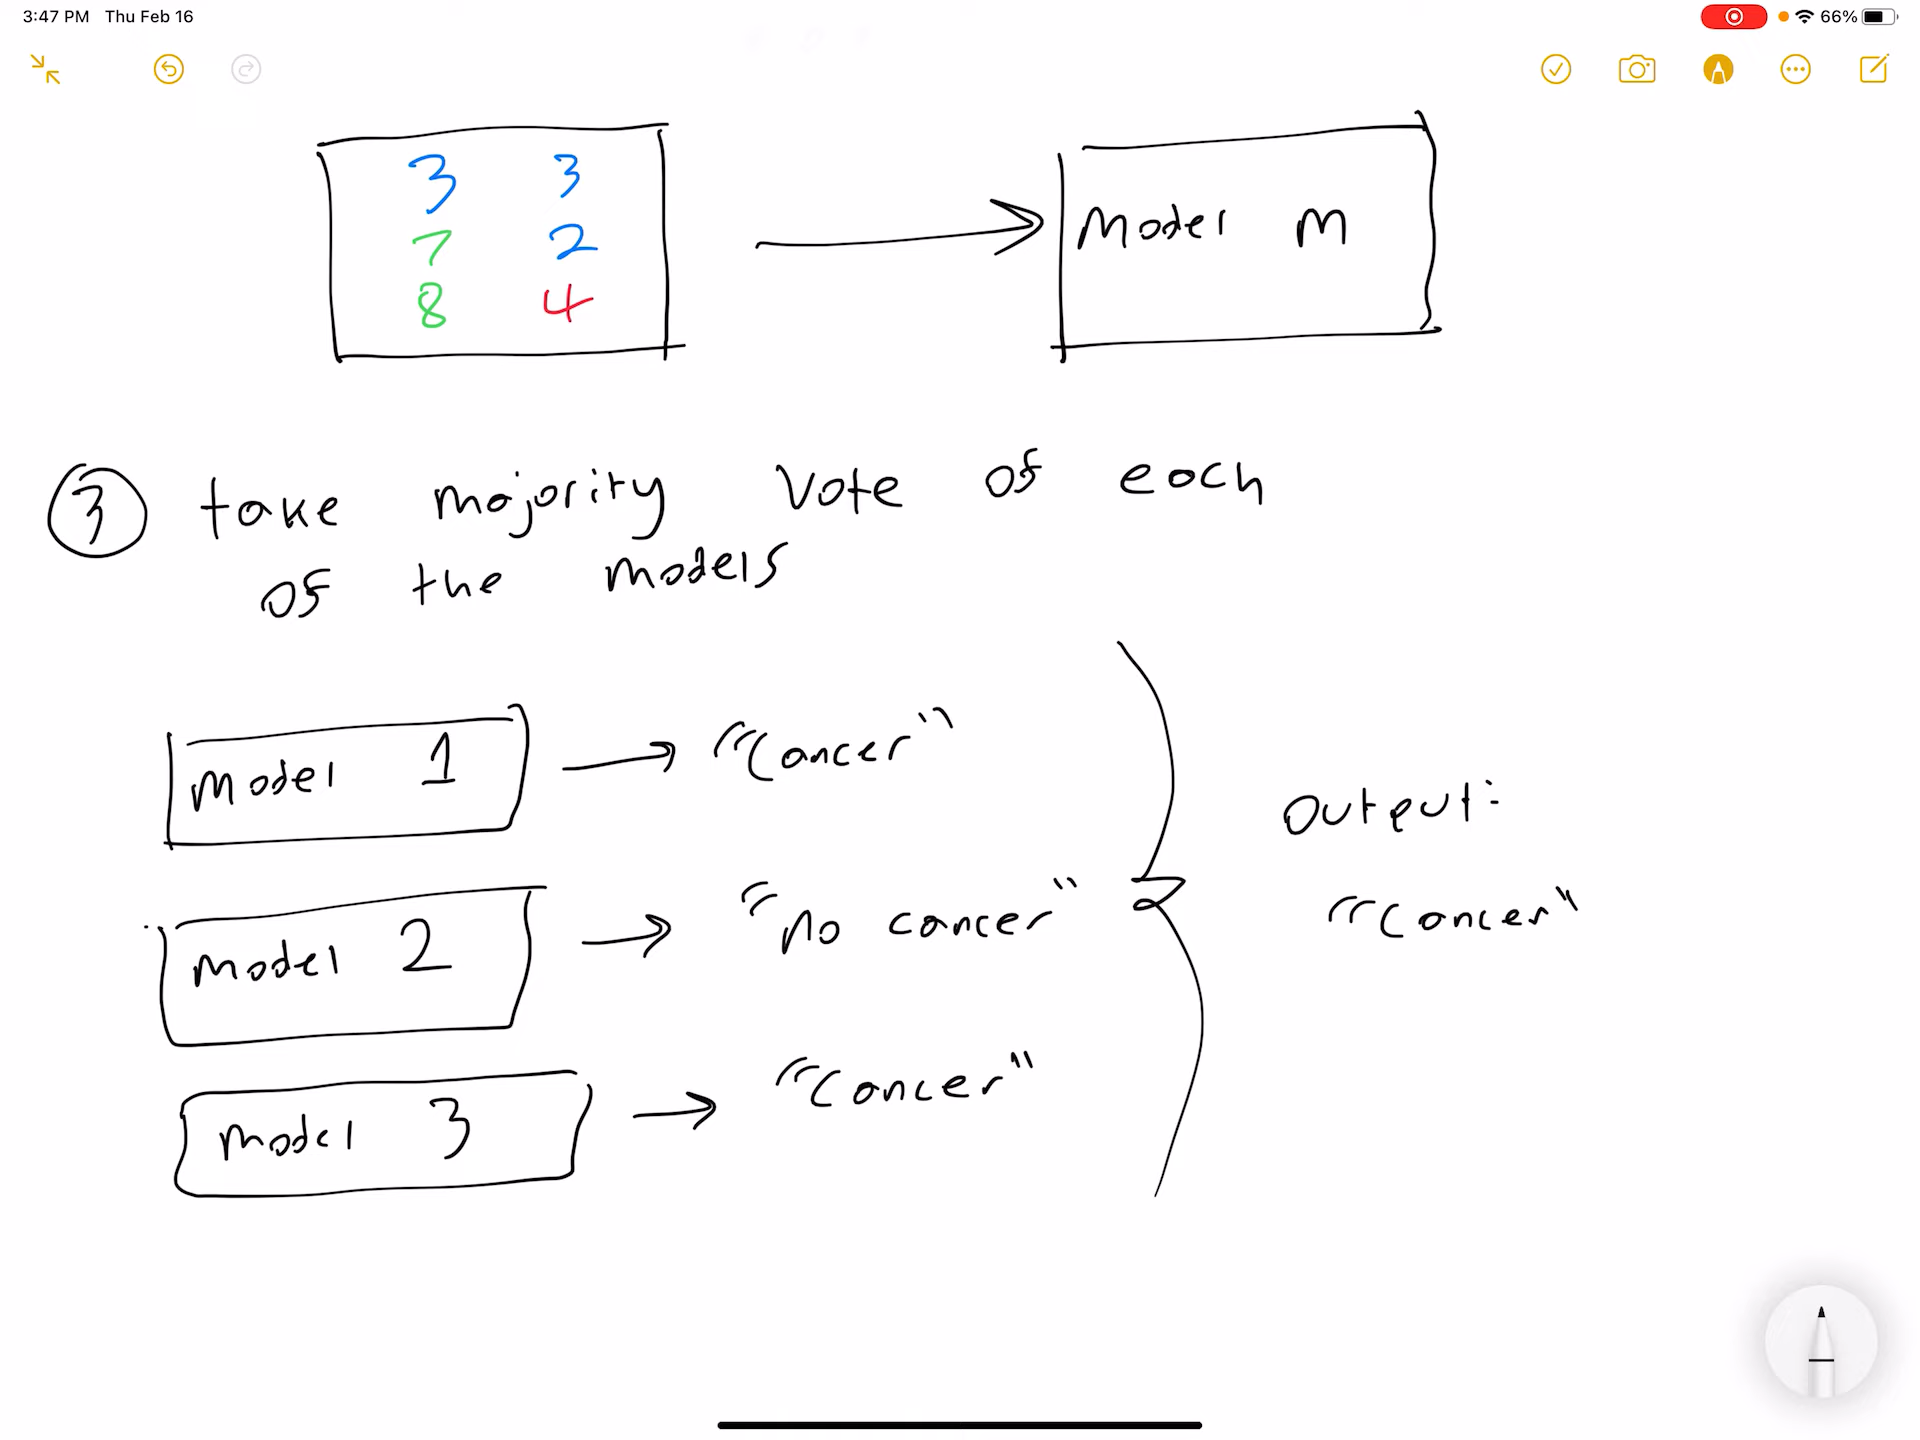 3:47 PM Thu Feb 16
66%
3 3
7 2
8 4
Model M
3 take majority vote of each
of the models
Model 1 → "Cancer"
Model 2 → "No cancer"
Model 3 → "Cancer"
Output:
"Cancer"